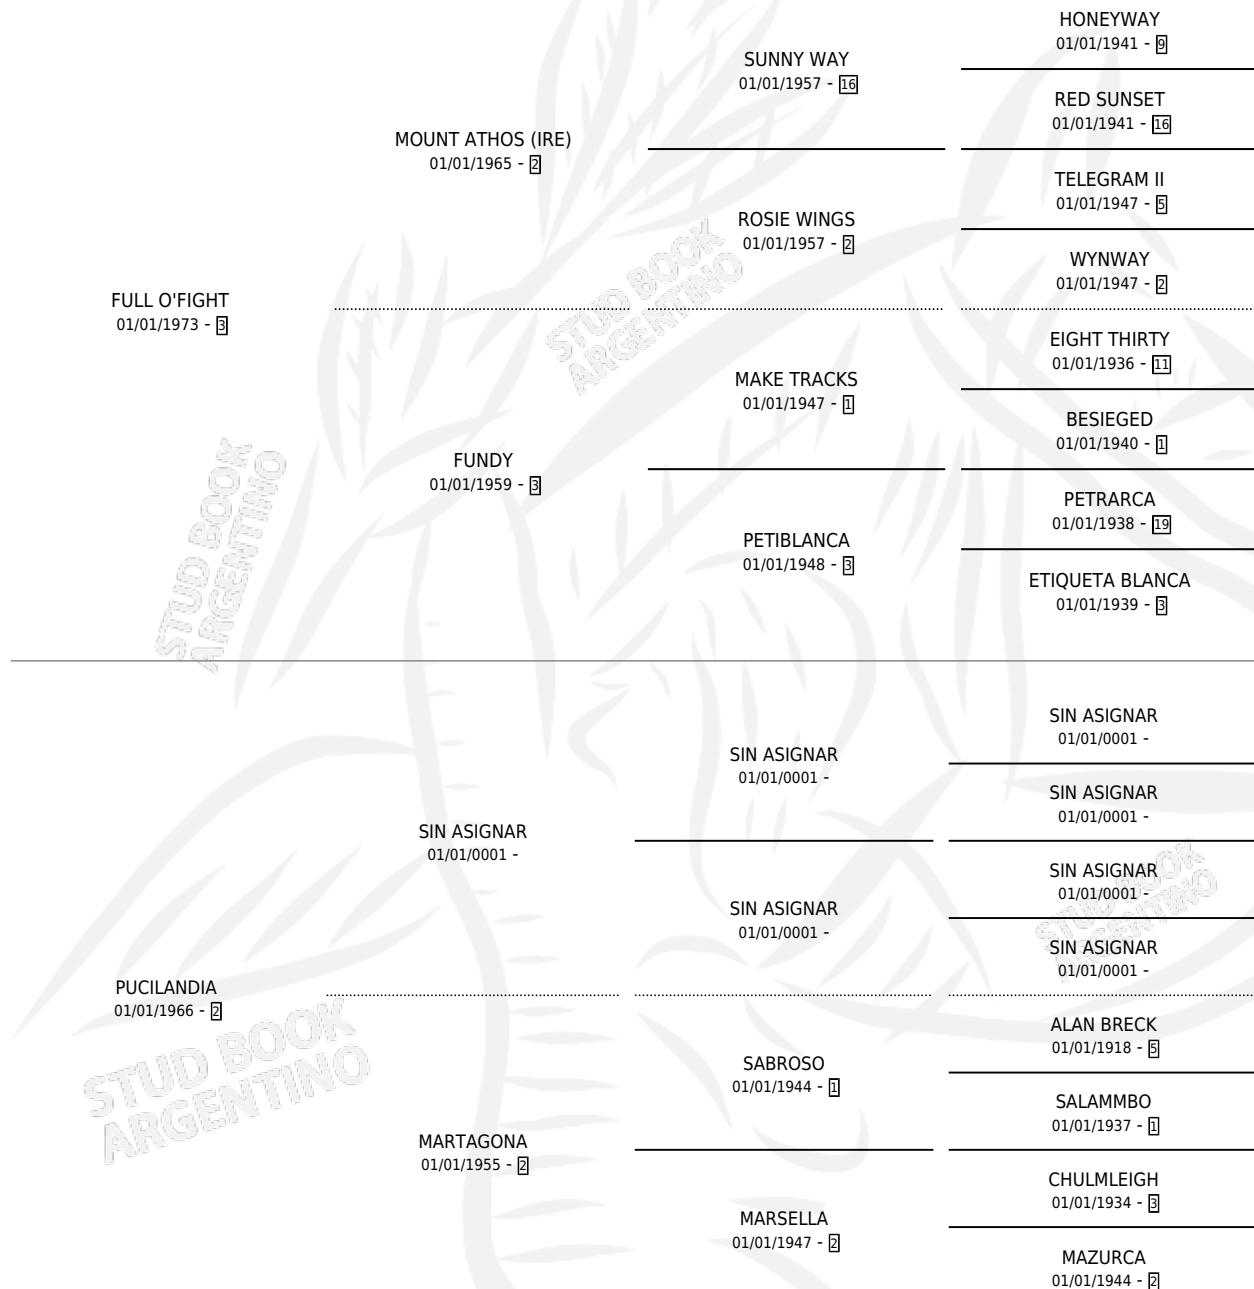 HONEYWAY
01/01/1941 - 9
SUNNY WAY
01/01/1957 - 16
RED SUNSET
01/01/1941 - 16
MOUNT ATHOS (IRE)
01/01/1965 - 2
TELEGRAM II
01/01/1947 - 5
ROSIE WINGS
01/01/1957 - 2
WYNWAY
01/01/1947 - 2
FULL O'FIGHT
01/01/1973 - 3
EIGHT THIRTY
01/01/1936 - 11
MAKE TRACKS
01/01/1947 - 1
BESIEGED
01/01/1940 - 1
FUNDY
01/01/1959 - 3
PETRARCA
01/01/1938 - 19
PETIBLANCA
01/01/1948 - 3
ETIQUETA BLANCA
01/01/1939 - 3
SIN ASIGNAR
01/01/0001 -
SIN ASIGNAR
01/01/0001 -
SIN ASIGNAR
01/01/0001 -
SIN ASIGNAR
01/01/0001 -
SIN ASIGNAR
01/01/0001 -
SIN ASIGNAR
01/01/0001 -
SIN ASIGNAR
01/01/0001 -
PUCILANDIA
01/01/1966 - 2
ALAN BRECK
01/01/1918 - 5
SABROSO
01/01/1944 - 1
SALAMMBO
01/01/1937 - 1
MARTAGONA
01/01/1955 - 2
CHULMLEIGH
01/01/1934 - 3
MARSELLA
01/01/1947 - 2
MAZURCA
01/01/1944 - 2
STUD BOOK
ARGENTINO
STUD BOOK
ARGENTINO
STUD BOOK
ARGENTINO
STUD BOOK
ARGENTINO